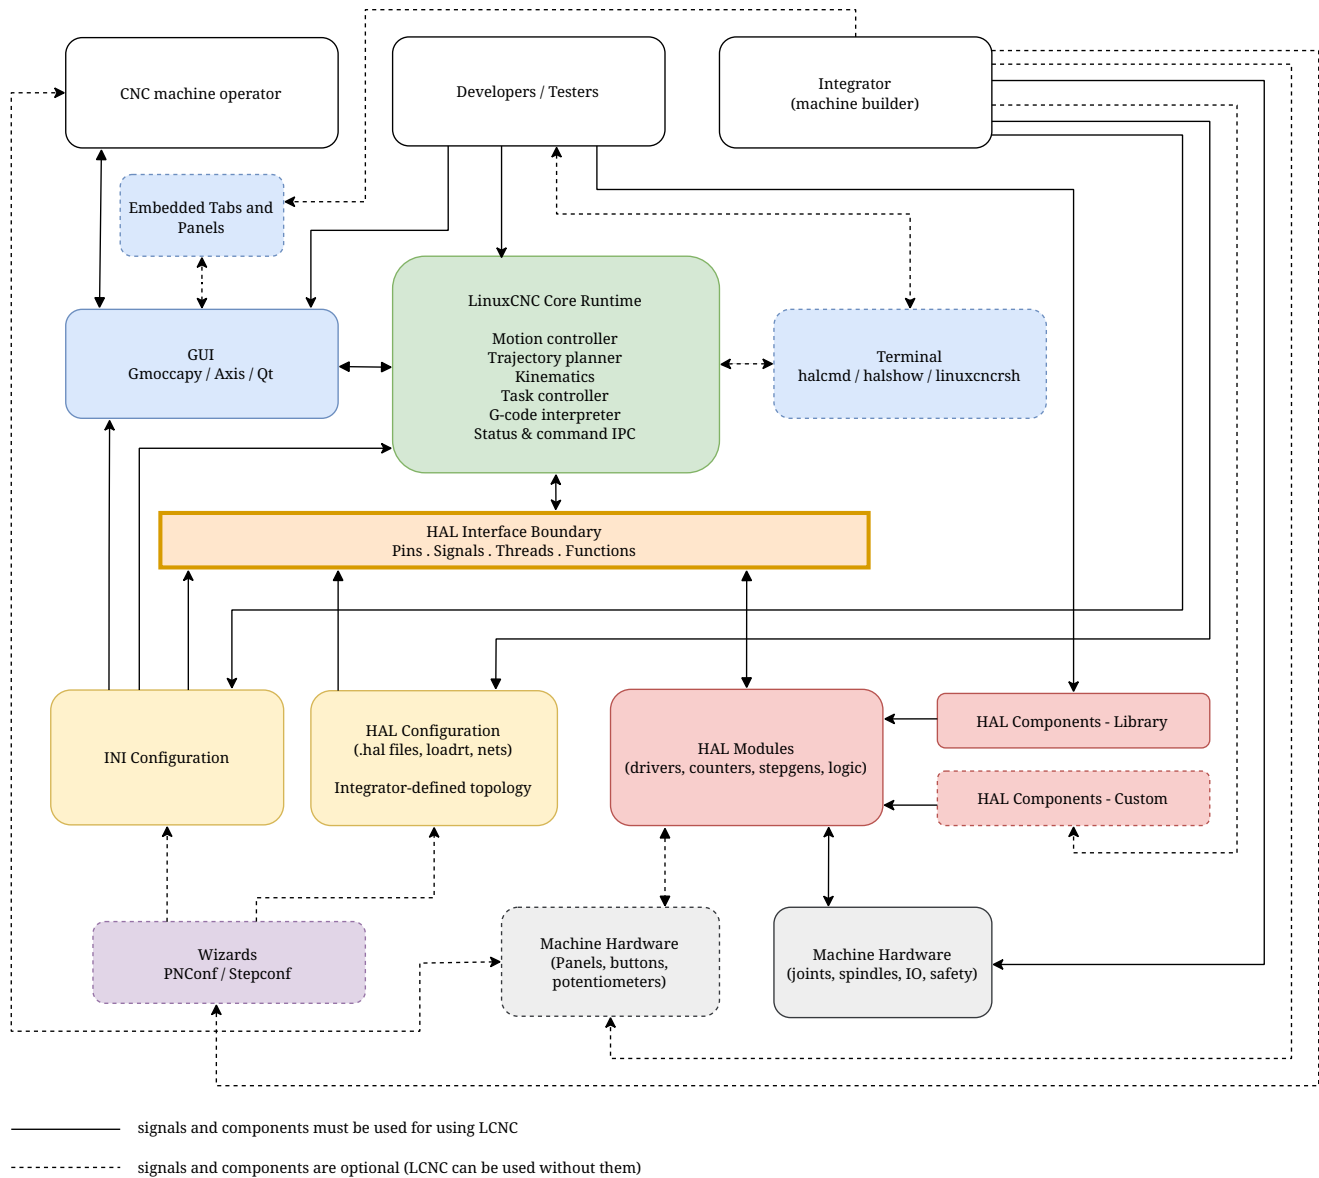 CNC machine operator
Developers / Testers
Integrator
(machine builder)
Embedded Tabs and
Panels
LinuxCNC Core Runtime
Motion controller
Trajectory planner
Kinematics
Task controller
G-code interpreter
Status & command IPC
GUI
Gmoccapy / Axis / Qt
Terminal
halcmd / halshow / linuxcncrsh
HAL Interface Boundary
Pins . Signals . Threads . Functions
INI Configuration
HAL Configuration
(.hal files, loadrt, nets)
Integrator-defined topology
HAL Modules
(drivers, counters, stepgens, logic)
HAL Components - Library
HAL Components - Custom
Wizards
PNConf / Stepconf
Machine Hardware
(Panels, buttons,
potentiometers)
Machine Hardware
(joints, spindles, IO, safety)
signals and components must be used for using LCNC
signals and components are optional (LCNC can be used without them)